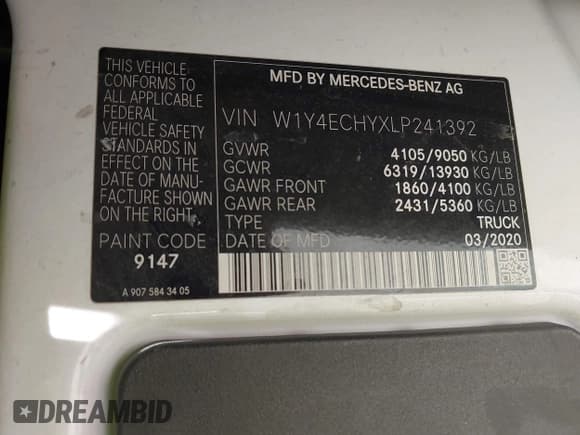 THIS VEHICLE
CONFORMS TO
ALL APPLICABLE
FEDERAL
VEHICLE SAFETY
STANDARDS IN
EFFECT ON THE
DATE OF MANU-
FACTURE SHOWN
ON THE RIGHT.
PAINT CODE
9147
A 907 584 34 05
MFD BY MERCEDES-BENZ AG
VIN W1Y4ECHYXLP241392
GVWR 4105/9050 KG/LB
GCWR 6319/13930 KG/LB
GAWR FRONT 1860/4100 KG/LB
GAWR REAR 2431/5360 KG/LB
TYPE TRUCK
DATE OF MFD 03/2020
DREAMBID